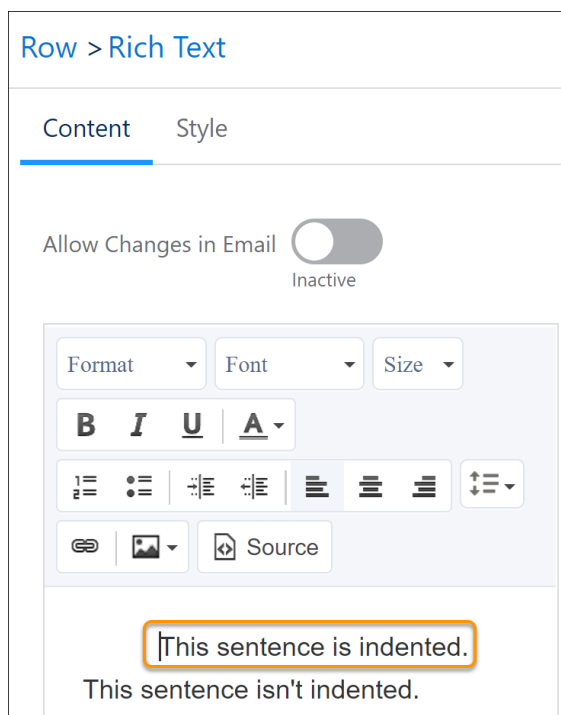 Row > Rich Text
Content Style
Allow Changes in Email
Inactive
Format Font Size
B I U A
Source
This sentence is indented.
This sentence isn't indented.